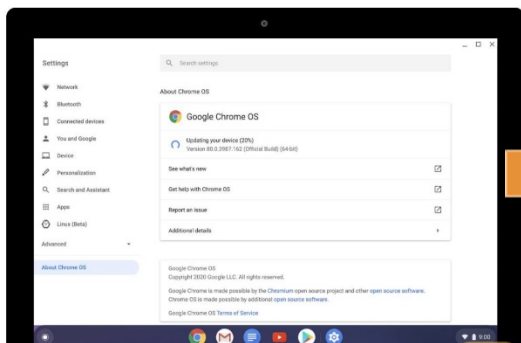 Settings
Search settings
Network
Bluetooth
Connected devices
You and Google
Device
Personalization
Search and Assistant
Apps
Linux (Beta)
Advanced
About Chrome OS
About Chrome OS
Google Chrome OS
Updating your device (20%)
Version 80.0.3987.162 (Official Build) (64-bit)
See what's new
Get help with Chrome OS
Report an issue
Additional details
Google Chrome OS
Copyright 2020 Google LLC. All rights reserved.
Google Chrome is made possible by the Chromium open source project and other open source software.
Chrome OS is made possible by additional open source software.
Google Chrome OS Terms of Service
9:00